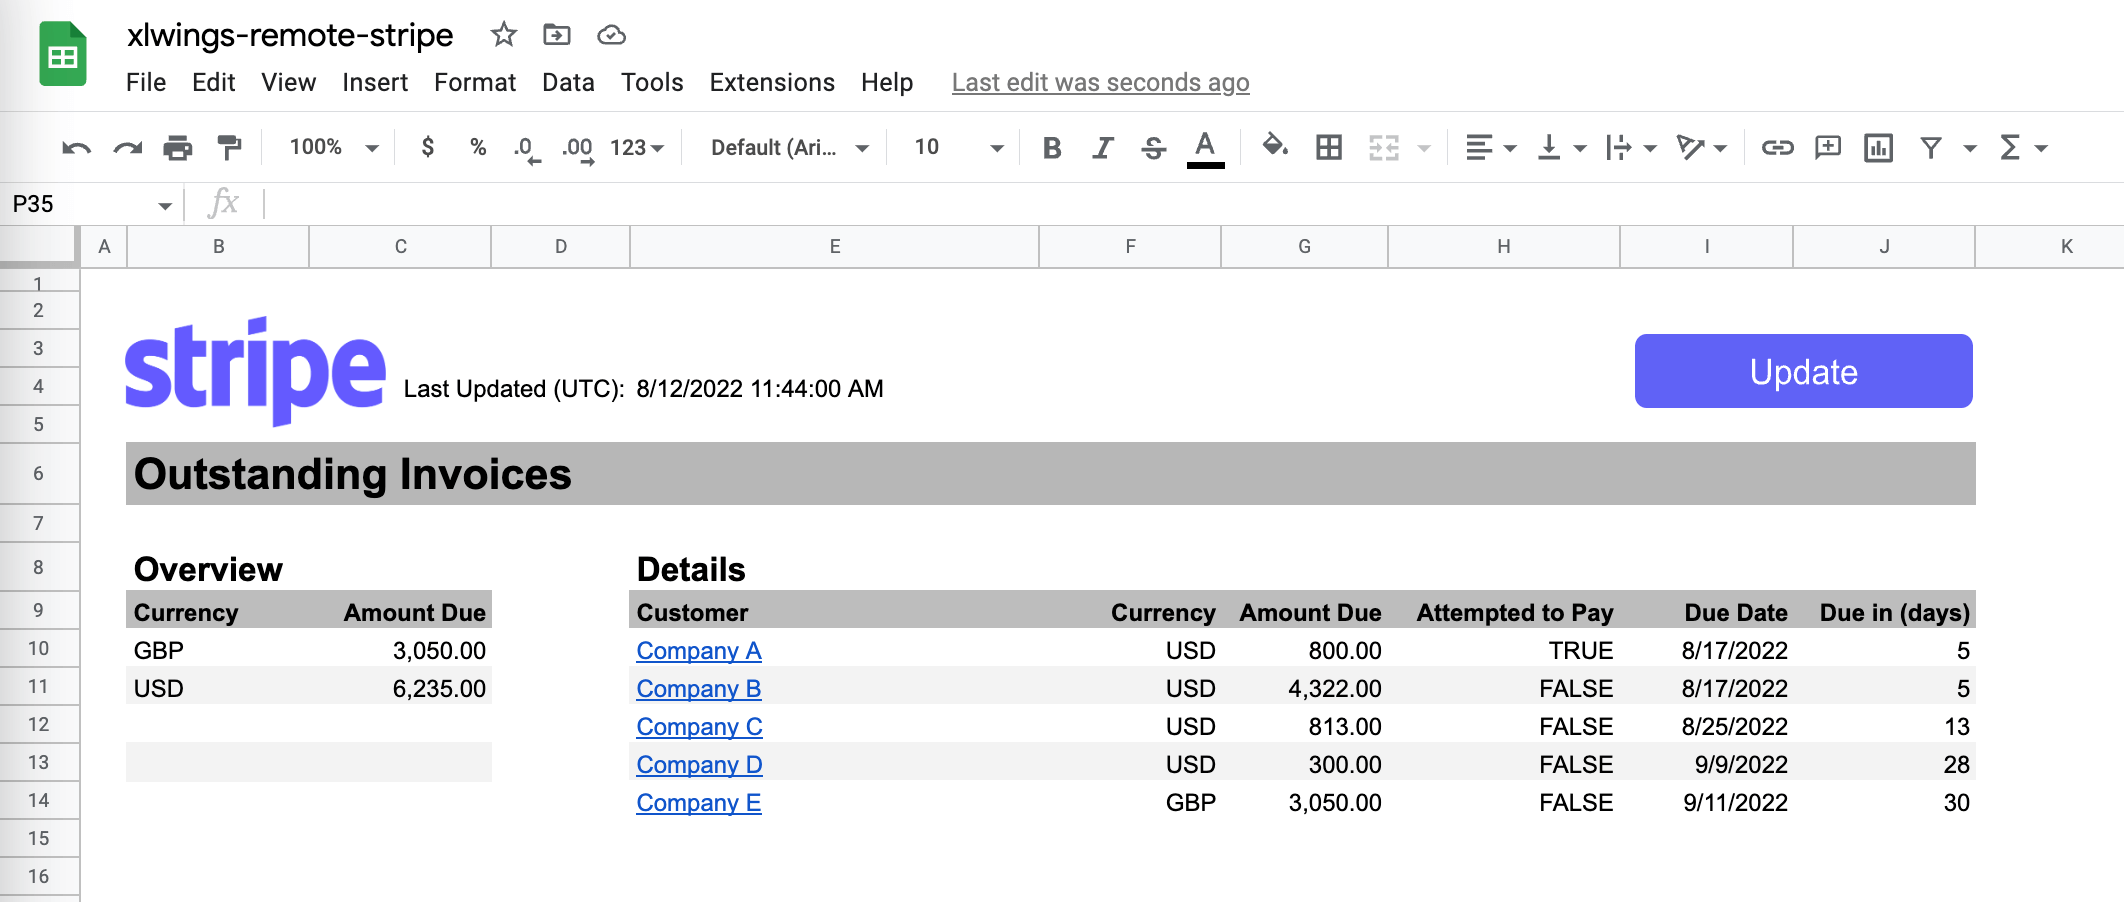 xlwings-remote-stripe
File Edit View Insert Format Data Tools Extensions Help Last edit was seconds ago
100% $ % .0 .00 123 Default (Ari... 10 B I S A Σ
P35 fx
A B C D E F G H I J K
1
2
3 Update
4 stripe Last Updated (UTC): 8/12/2022 11:44:00 AM
5
6 Outstanding Invoices
7
8 Overview Details
9 Currency Amount Due Customer Currency Amount Due Attempted to Pay Due Date Due in (days)
10 GBP 3,050.00 Company A USD 800.00 TRUE 8/17/2022 5
11 USD 6,235.00 Company B USD 4,322.00 FALSE 8/17/2022 5
12 Company C USD 813.00 FALSE 8/25/2022 13
13 Company D USD 300.00 FALSE 9/9/2022 28
14 Company E GBP 3,050.00 FALSE 9/11/2022 30
15
16